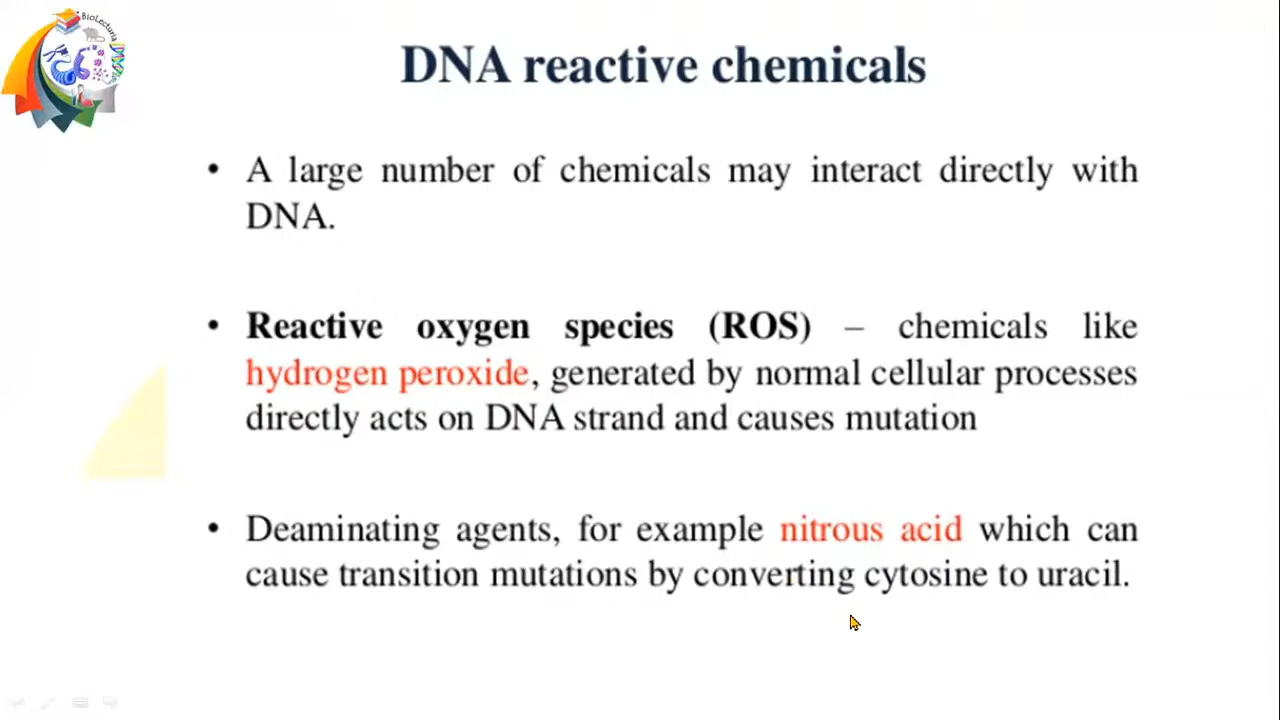 BioLectures
DNA reactive chemicals
• A large number of chemicals may interact directly with
DNA.
• Reactive oxygen species (ROS) – chemicals like
hydrogen peroxide, generated by normal cellular processes
directly acts on DNA strand and causes mutation
• Deaminating agents, for example nitrous acid which can
cause transition mutations by converting cytosine to uracil.